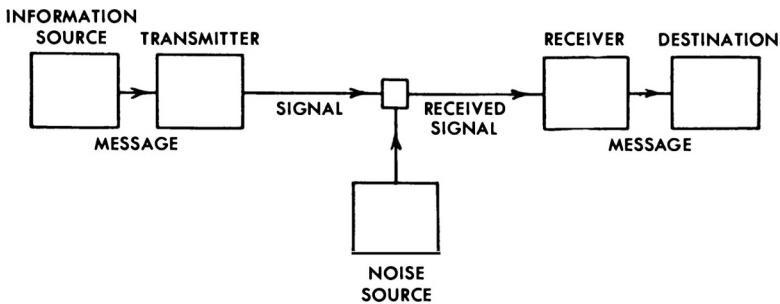 INFORMATION
SOURCE
TRANSMITTER
RECEIVER
DESTINATION
SIGNAL
RECEIVED
SIGNAL
MESSAGE
MESSAGE
NOISE
SOURCE